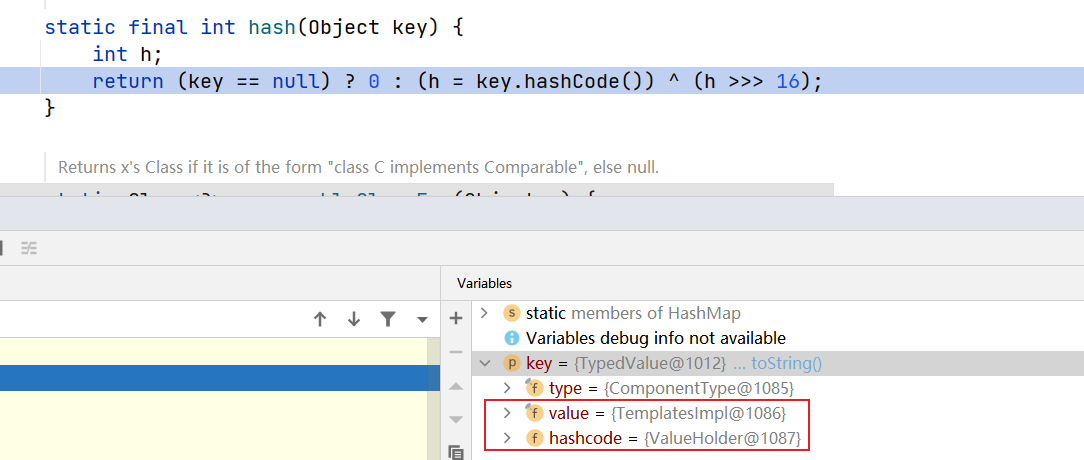 static final int hash(Object key) {
int h;
return (key == null) ? 0 : (h = key.hashCode()) ^ (h >>> 16);
}
Returns x's Class if it is of the form "class C implements Comparable", else null.
Variables
static members of HashMap
Variables debug info not available
key = {TypedValue@1012} ... toString()
type = {ComponentType@1085}
value = {TemplatesImpl@1086}
hashcode = {ValueHolder@1087}